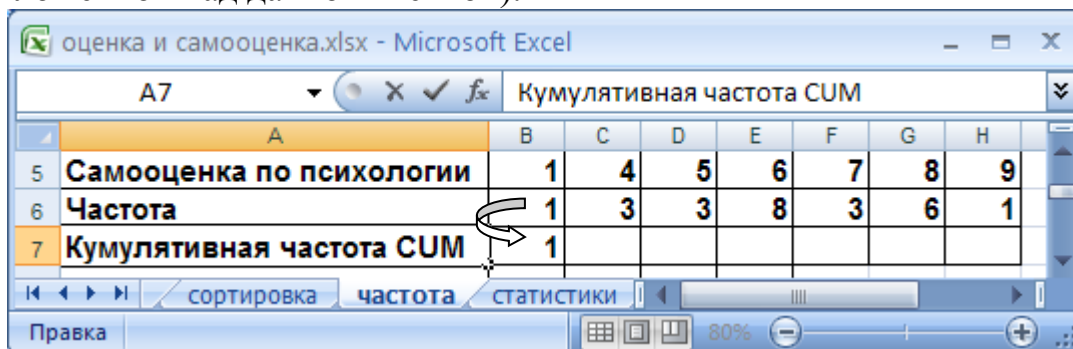 оценка и самооценка.xlsx - Microsoft Excel
A7 fx Кумулятивная частота CUM
A B C D E F G H
5 Самооценка по психологии 1 4 5 6 7 8 9
6 Частота 1 3 3 8 3 6 1
7 Кумулятивная частота CUM 1
сортировка частота статистики
Правка 80%